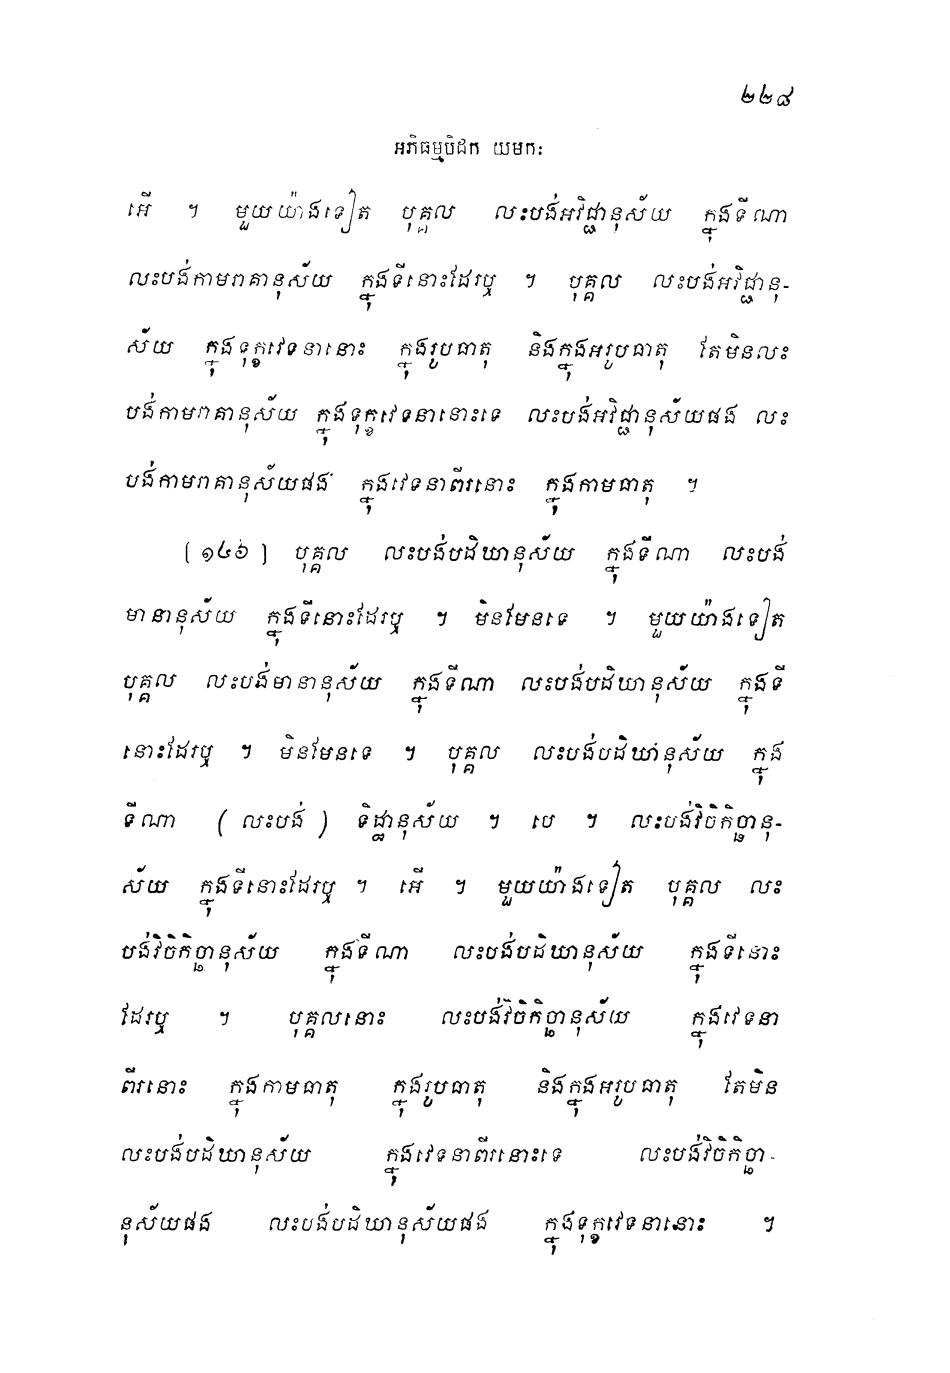 ២២៨
អភិធម្មបិដក យមកៈ
អើ ។ មួយយ៉ាងទៀត បុគ្គល លះបង់អវិជ្ជានុស័យ ក្នុងទីណា
លះបង់កាមរាគានុស័យ ក្នុងទីនោះដែរឬ ។ បុគ្គល លះបង់អវិជ្ជានុ-
ស័យ ក្នុងទុក្ខវេទនានោះ ក្នុងរូបធាតុ និងក្នុងអរូបធាតុ តែមិនលះ
បង់កាមរាគានុស័យ ក្នុងទុក្ខវេទនានោះទេ លះបង់អវិជ្ជានុស័យផង លះ
បង់កាមរាគានុស័យផង ក្នុងវេទនាពីរនោះ ក្នុងកាមធាតុ ។
(១៤៦) បុគ្គល លះបង់បដិឃានុស័យ ក្នុងទីណា លះបង់
មានានុស័យ ក្នុងទីនោះដែរឬ ។ មិនមែនទេ ។ មួយយ៉ាងទៀត
បុគ្គល លះបង់មានានុស័យ ក្នុងទីណា លះបង់បដិឃានុស័យ ក្នុងទី
នោះដែរឬ ។ មិនមែនទេ ។ បុគ្គល លះបង់បដិឃានុស័យ ក្នុង
ទីណា (លះបង់) ទិដ្ឋានុស័យ ។ បេ ។ លះបង់វិចិកិច្ឆានុ-
ស័យ ក្នុងទីនោះដែរឬ ។ អើ ។ មួយយ៉ាងទៀត បុគ្គល លះ
បង់វិចិកិច្ឆានុស័យ ក្នុងទីណា លះបង់បដិឃានុស័យ ក្នុងទីនោះ
ដែរឬ ។ បុគ្គលនោះ លះបង់វិចិកិច្ឆានុស័យ ក្នុងវេទនា
ពីរនោះ ក្នុងកាមធាតុ ក្នុងរូបធាតុ និងក្នុងអរូបធាតុ តែមិន
លះបង់បដិឃានុស័យ ក្នុងវេទនាពីរនោះទេ លះបង់វិចិកិច្ឆា-
នុស័យផង លះបង់បដិឃានុស័យផង ក្នុងទុក្ខវេទនានោះ ។